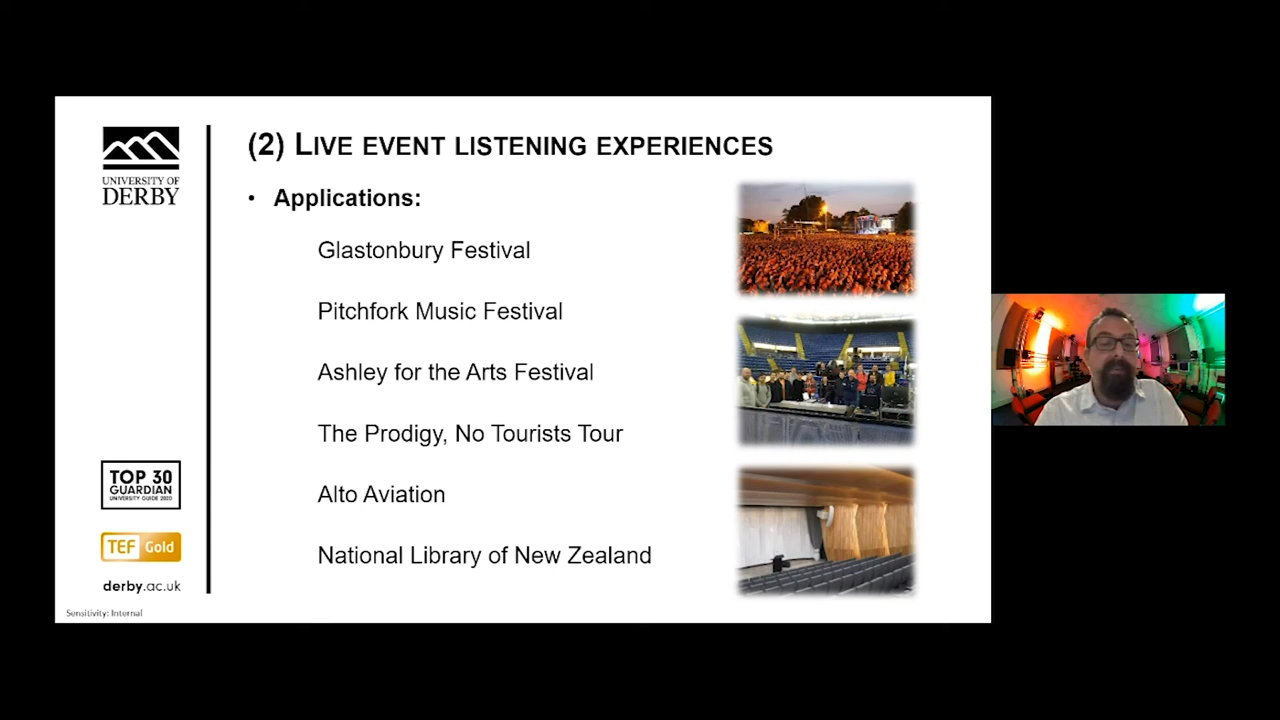 UNIVERSITY OF
DERBY
(2) LIVE EVENT LISTENING EXPERIENCES
• Applications:
Glastonbury Festival
Pitchfork Music Festival
Ashley for the Arts Festival
The Prodigy, No Tourists Tour
Alto Aviation
National Library of New Zealand
TOP 30
GUARDIAN
UNIVERSITY GUIDE 2020
TEF Gold
derby.ac.uk
Sensitivity: Internal